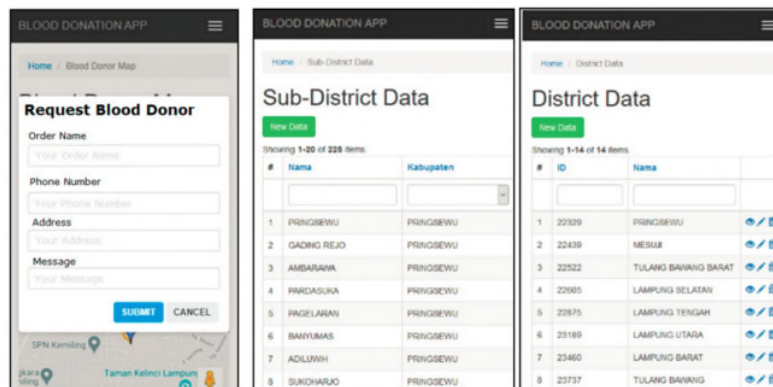 BLOOD DONATION APP
Home / Blood Donor Map
Request Blood Donor
Order Name
Your Order Name
Phone Number
Your Phone Number
Address
Your Address
Message
Your Message
SUBMIT CANCEL
SPN Kemiling
Taman Kelinci Lampung
BLOOD DONATION APP
Home / Sub-District Data
Sub-District Data
New Data
Showing 1-20 of 228 items.
# Nama Kabupaten
1 PRINGSEWU PRINGSEWU
2 GADING REJO PRINGSEWU
3 AMBARAWA PRINGSEWU
4 PARDASUKA PRINGSEWU
5 PAGELARAN PRINGSEWU
6 BANYUMAS PRINGSEWU
7 ADILUWIH PRINGSEWU
8 SUKOHARJO PRINGSEWU
BLOOD DONATION APP
Home / District Data
District Data
New Data
Showing 1-14 of 14 items.
# ID Nama
1 22329 PRINGSEWU
2 22439 MESUJI
3 22522 TULANG BAWANG BARAT
4 22605 LAMPUNG SELATAN
5 22875 LAMPUNG TENGAH
6 23189 LAMPUNG UTARA
7 23460 LAMPUNG BARAT
8 23737 TULANG BAWANG